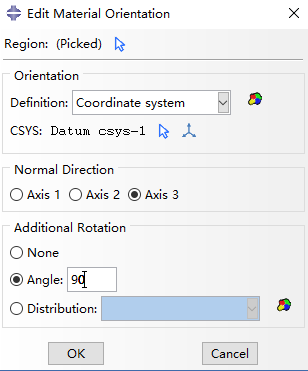 Edit Material Orientation
Region: (Picked)
Orientation
Definition: Coordinate system
CSYS: Datum csys-1
Normal Direction
Axis 1 Axis 2 Axis 3
Additional Rotation
None
Angle: 90
Distribution:
OK Cancel